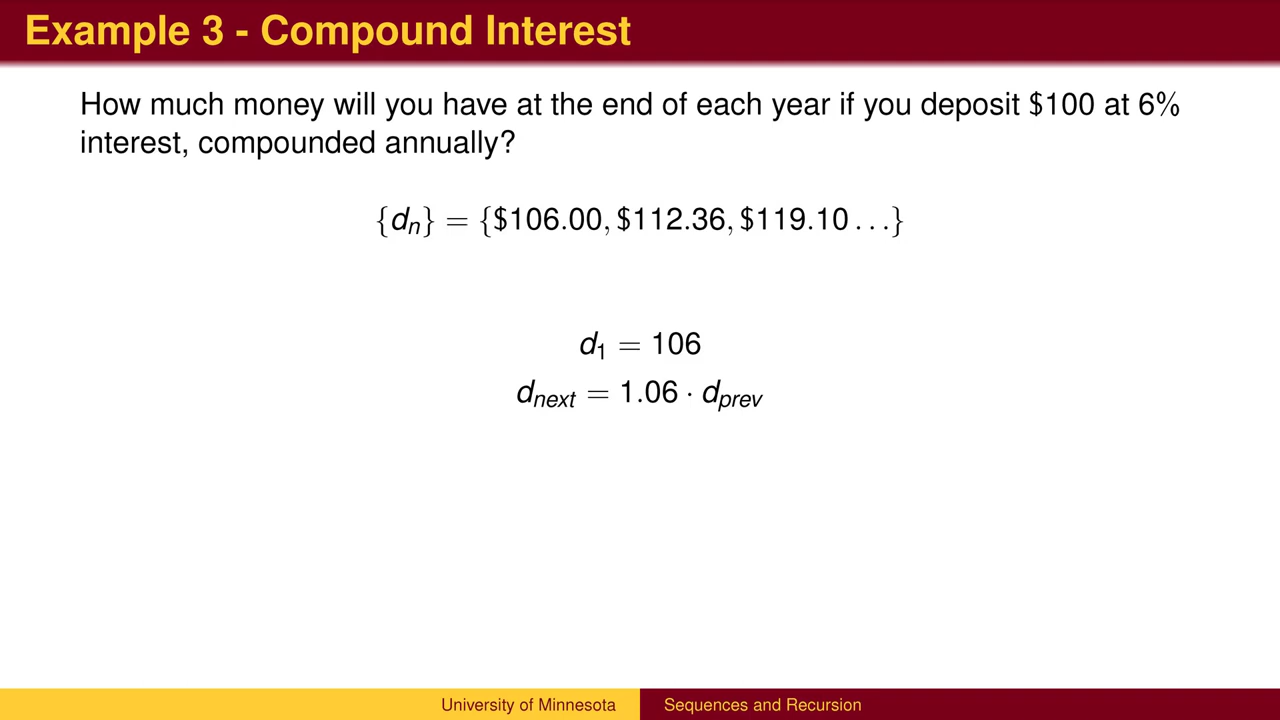 Example 3 - Compound Interest
How much money will you have at the end of each year if you deposit $100 at 6%
interest, compounded annually?
{dₙ} = {$106.00, $112.36, $119.10 . . .}
d₁ = 106
d_next = 1.06 · d_prev
University of Minnesota Sequences and Recursion